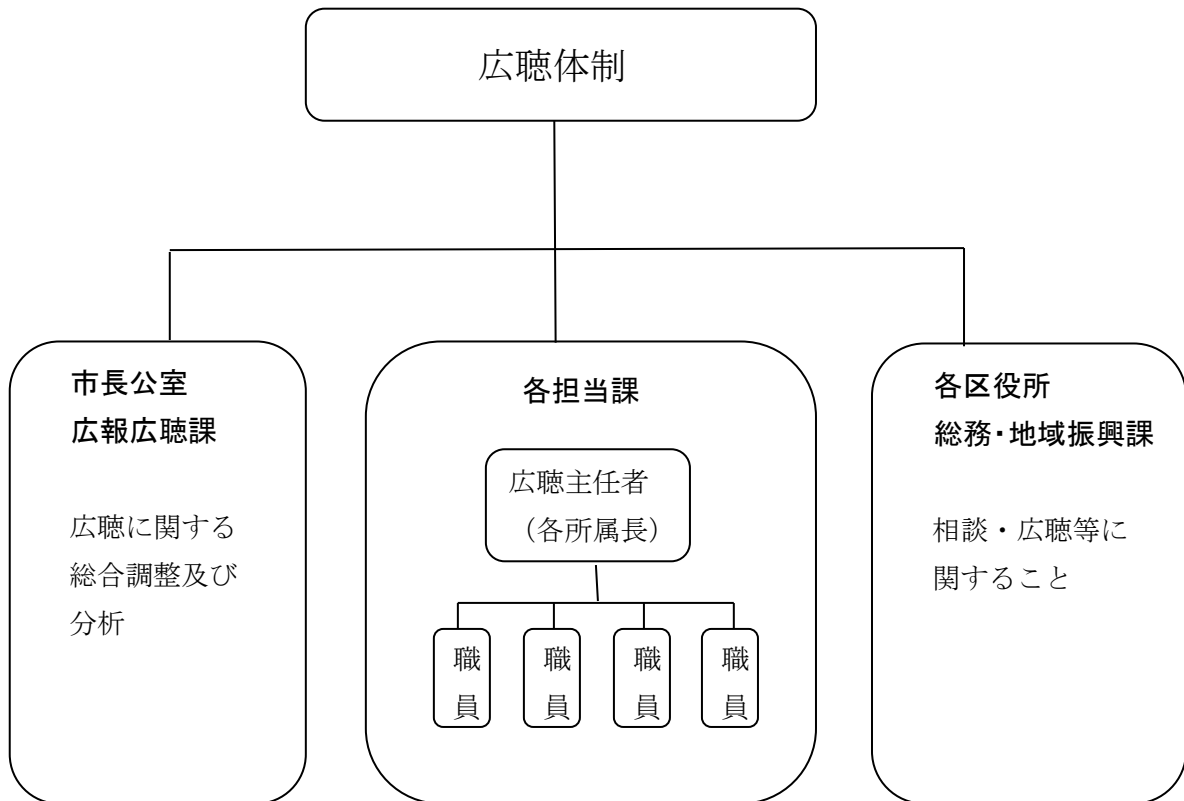 広聴体制
市長公室
広報広聴課
広聴に関する
総合調整及び
分析
各担当課
広聴主任者
（各所属長）
職員
職員
職員
職員
各区役所
総務・地域振興課
相談・広聴等に
関すること